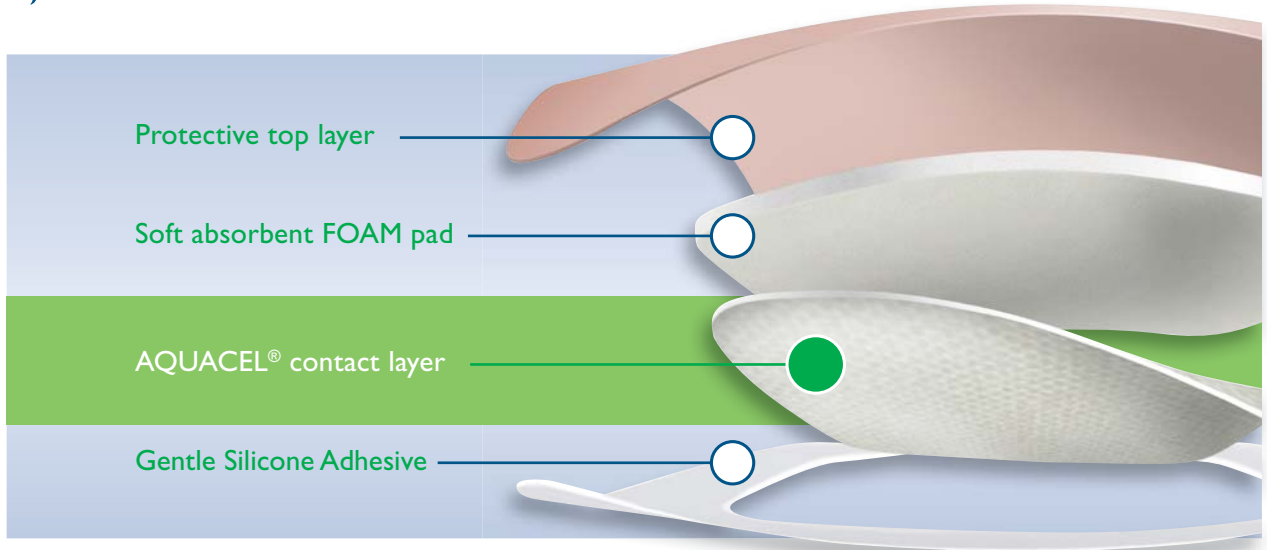 Protective top layer
Soft absorbent FOAM pad
AQUACEL® contact layer
Gentle Silicone Adhesive